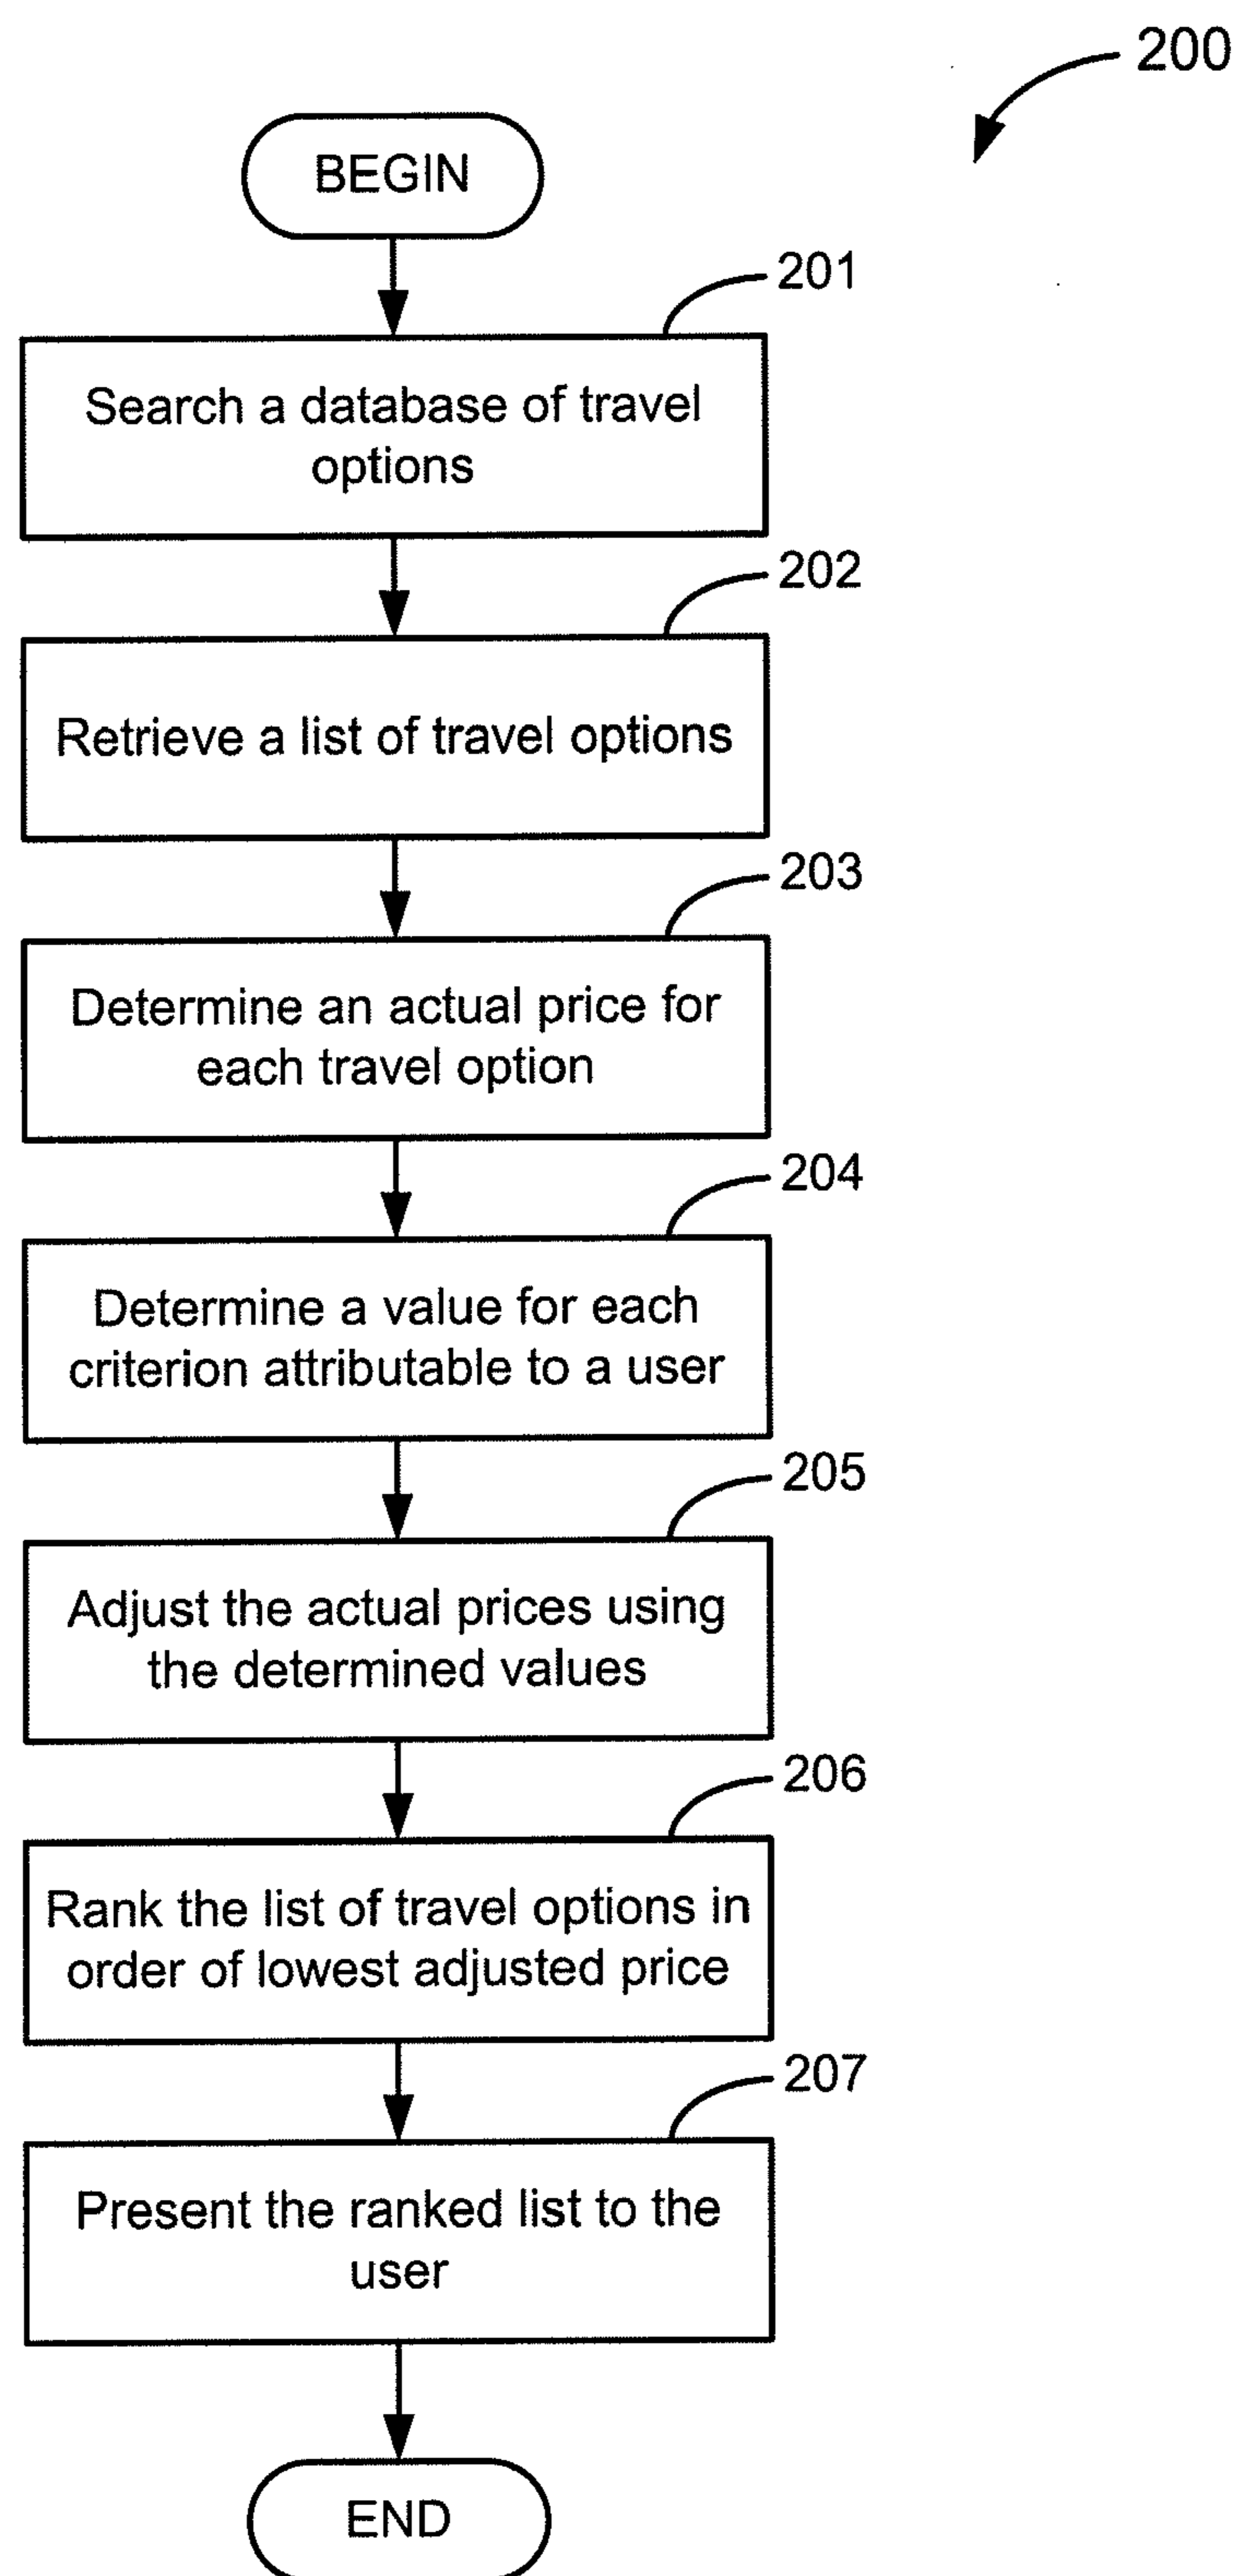 200
BEGIN
201
Search a database of travel
options
202
Retrieve a list of travel options
203
Determine an actual price for
each travel option
204
Determine a value for each
criterion attributable to a user
205
Adjust the actual prices using
the determined values
206
Rank the list of travel options in
order of lowest adjusted price
207
Present the ranked list to the
user
END